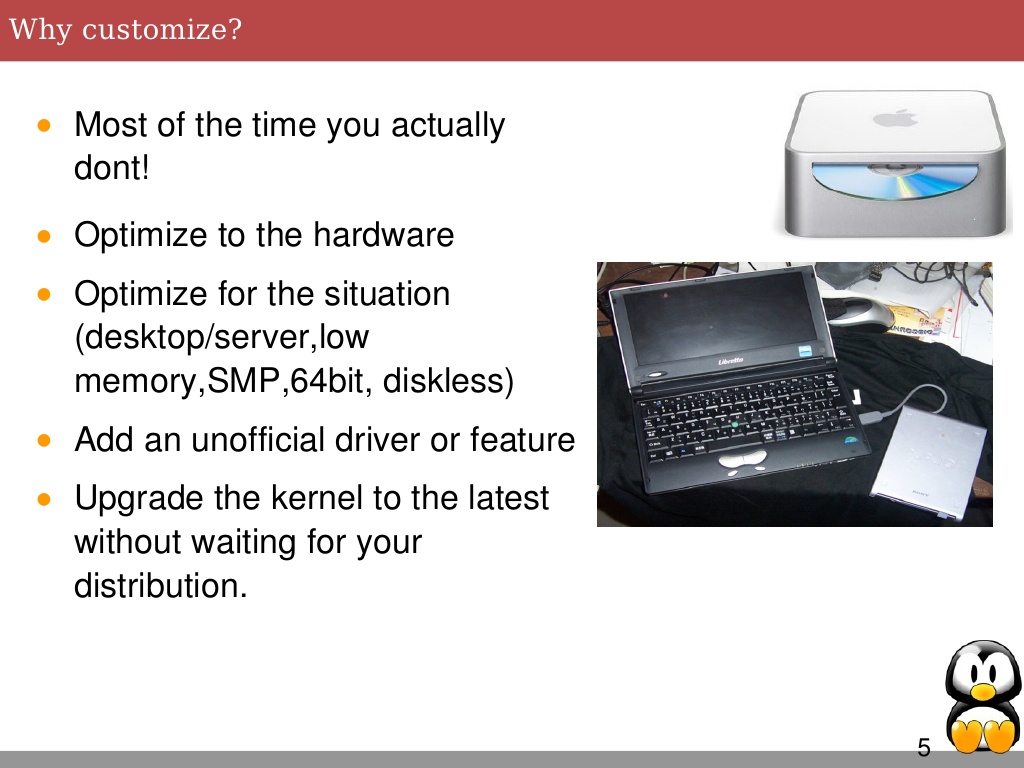 Why customize?
• Most of the time you actually
dont!
• Optimize to the hardware
• Optimize for the situation
(desktop/server,low
memory,SMP,64bit, diskless)
• Add an unofficial driver or feature
• Upgrade the kernel to the latest
without waiting for your
distribution.
Libretto
SONY
5